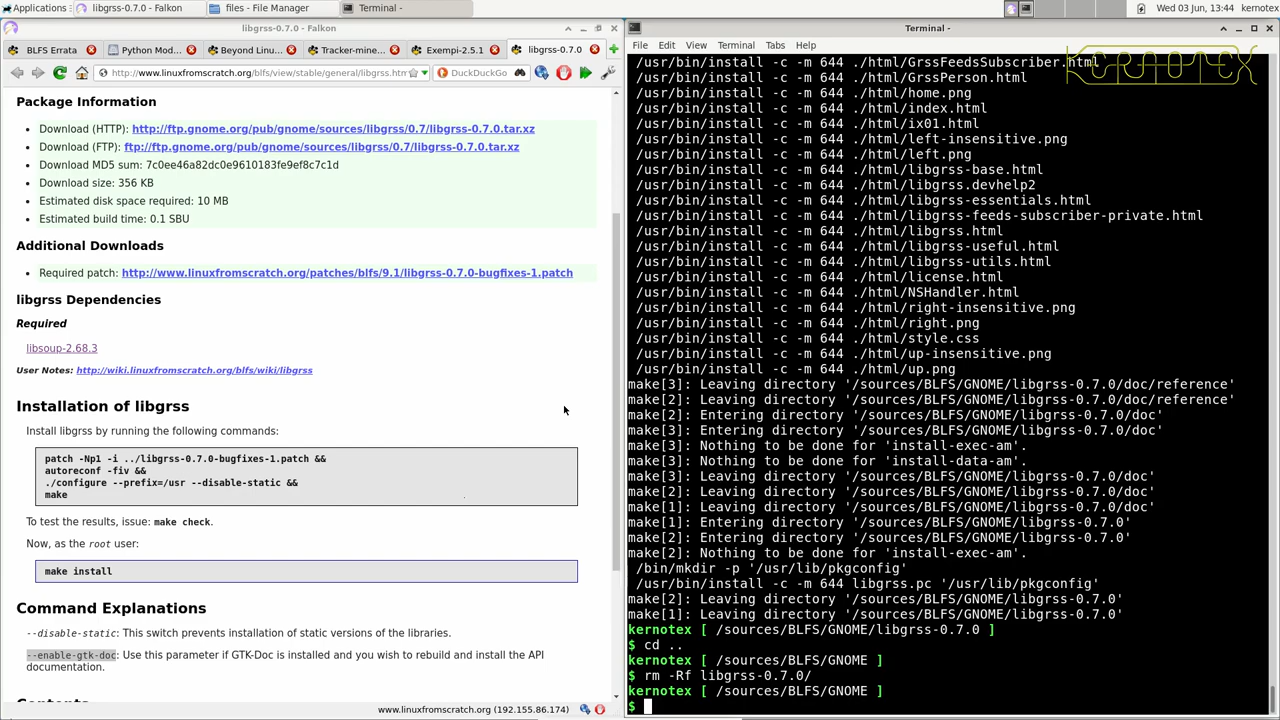 Applications
libgrss-0.7.0 - Falkon
files - File Manager
Terminal -
Wed 03 Jun, 13:44 kernotex
libgrss-0.7.0 - Falkon
BLFS Errata
Python Mod...
Beyond Linu...
Tracker-mine...
Exempi-2.5.1
libgrss-0.7.0
http://www.linuxfromscratch.org/blfs/view/stable/general/libgrss.htm
DuckDuckGo
Package Information
Download (HTTP): http://ftp.gnome.org/pub/gnome/sources/libgrss/0.7/libgrss-0.7.0.tar.xz
Download (FTP): ftp://ftp.gnome.org/pub/gnome/sources/libgrss/0.7/libgrss-0.7.0.tar.xz
Download MD5 sum: 7c0ee46a82dc0e9610183fe9ef8c7c1d
Download size: 356 KB
Estimated disk space required: 10 MB
Estimated build time: 0.1 SBU
Additional Downloads
Required patch: http://www.linuxfromscratch.org/patches/blfs/9.1/libgrss-0.7.0-bugfixes-1.patch
libgrss Dependencies
Required
libsoup-2.68.3
User Notes: http://wiki.linuxfromscratch.org/blfs/wiki/libgrss
Installation of libgrss
Install libgrss by running the following commands:
patch -Np1 -i ../libgrss-0.7.0-bugfixes-1.patch &&
autoreconf -fiv &&
./configure --prefix=/usr --disable-static &&
make
To test the results, issue: make check.
Now, as the root user:
make install
Command Explanations
--disable-static: This switch prevents installation of static versions of the libraries.
--enable-gtk-doc: Use this parameter if GTK-Doc is installed and you wish to rebuild and install the API
documentation.
www.linuxfromscratch.org (192.155.86.174)
Terminal -
File Edit View Terminal Tabs Help
KERNOTEX
/usr/bin/install -c -m 644 ./html/GrssFeedsSubscriber.html
/usr/bin/install -c -m 644 ./html/GrssPerson.html
/usr/bin/install -c -m 644 ./html/home.png
/usr/bin/install -c -m 644 ./html/index.html
/usr/bin/install -c -m 644 ./html/ix01.html
/usr/bin/install -c -m 644 ./html/left-insensitive.png
/usr/bin/install -c -m 644 ./html/left.png
/usr/bin/install -c -m 644 ./html/libgrss-base.html
/usr/bin/install -c -m 644 ./html/libgrss.devhelp2
/usr/bin/install -c -m 644 ./html/libgrss-essentials.html
/usr/bin/install -c -m 644 ./html/libgrss-feeds-subscriber-private.html
/usr/bin/install -c -m 644 ./html/libgrss.html
/usr/bin/install -c -m 644 ./html/libgrss-useful.html
/usr/bin/install -c -m 644 ./html/libgrss-utils.html
/usr/bin/install -c -m 644 ./html/license.html
/usr/bin/install -c -m 644 ./html/NSHandler.html
/usr/bin/install -c -m 644 ./html/right-insensitive.png
/usr/bin/install -c -m 644 ./html/right.png
/usr/bin/install -c -m 644 ./html/style.css
/usr/bin/install -c -m 644 ./html/up-insensitive.png
/usr/bin/install -c -m 644 ./html/up.png
make[3]: Leaving directory '/sources/BLFS/GNOME/libgrss-0.7.0/doc/reference'
make[2]: Leaving directory '/sources/BLFS/GNOME/libgrss-0.7.0/doc/reference'
make[2]: Entering directory '/sources/BLFS/GNOME/libgrss-0.7.0/doc'
make[3]: Entering directory '/sources/BLFS/GNOME/libgrss-0.7.0/doc'
make[3]: Nothing to be done for 'install-exec-am'.
make[3]: Nothing to be done for 'install-data-am'.
make[3]: Leaving directory '/sources/BLFS/GNOME/libgrss-0.7.0/doc'
make[2]: Leaving directory '/sources/BLFS/GNOME/libgrss-0.7.0/doc'
make[1]: Leaving directory '/sources/BLFS/GNOME/libgrss-0.7.0/doc'
make[1]: Entering directory '/sources/BLFS/GNOME/libgrss-0.7.0'
make[2]: Entering directory '/sources/BLFS/GNOME/libgrss-0.7.0'
make[2]: Nothing to be done for 'install-exec-am'.
/bin/mkdir -p '/usr/lib/pkgconfig'
/usr/bin/install -c -m 644 libgrss.pc '/usr/lib/pkgconfig'
make[2]: Leaving directory '/sources/BLFS/GNOME/libgrss-0.7.0'
make[1]: Leaving directory '/sources/BLFS/GNOME/libgrss-0.7.0'
kernotex [ /sources/BLFS/GNOME/libgrss-0.7.0 ]
$ cd ..
kernotex [ /sources/BLFS/GNOME ]
$ rm -Rf libgrss-0.7.0/
kernotex [ /sources/BLFS/GNOME ]
$